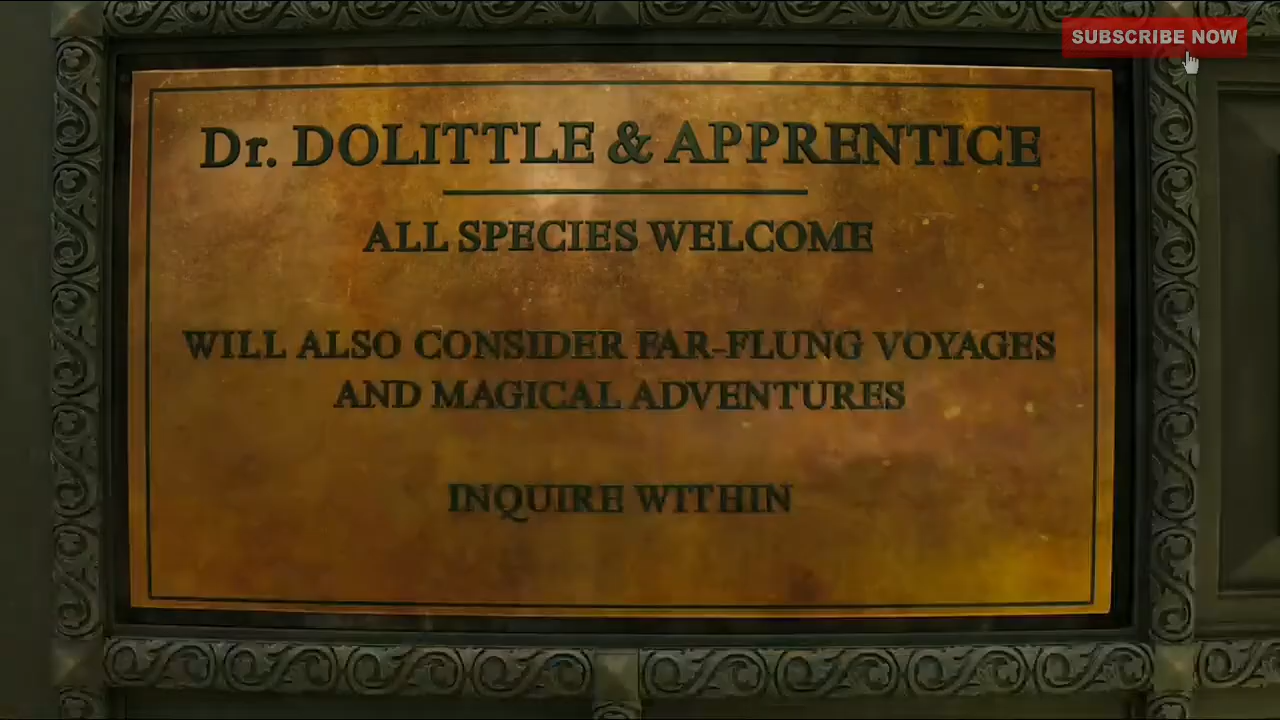 SUBSCRIBE NOW
Dr. DOLITTLE & APPRENTICE
ALL SPECIES WELCOME
WILL ALSO CONSIDER FAR-FLUNG VOYAGES
AND MAGICAL ADVENTURES
INQUIRE WITHIN